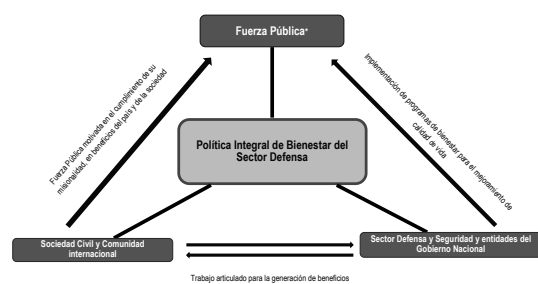 Fuerza Pública*
Fuerza Pública motivada en el cumplimiento de su
misionalidad, en beneficios del país y de la sociedad
Implementación de programas de bienestar para el mejoramiento de
calidad de vida
Política Integral de Bienestar del
Sector Defensa
Sociedad Civil y Comunidad
internacional
Sector Defensa y Seguridad y entidades del
Gobierno Nacional
Trabajo articulado para la generación de beneficios